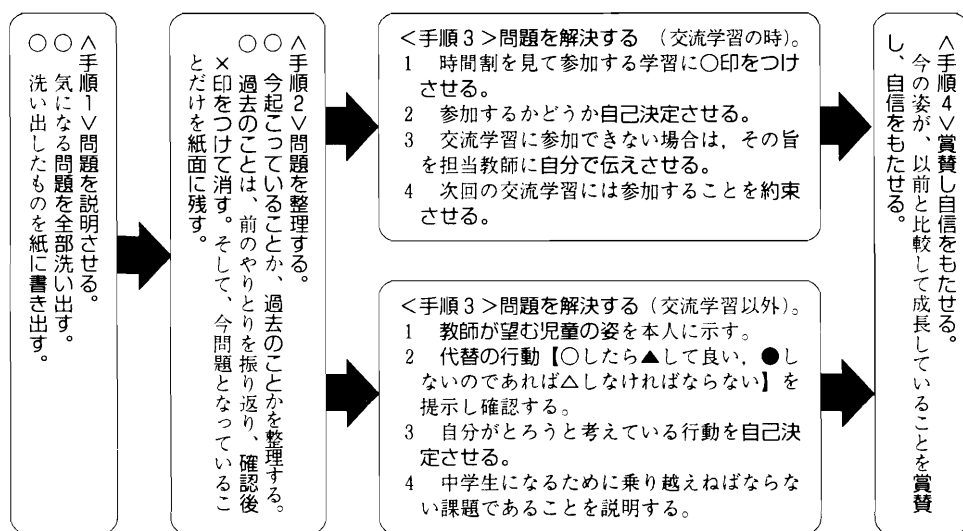 ＜手順１＞問題を説明させる。
○　気になる問題を全部洗い出す。
○　洗い出したものを紙に書き出す。
＜手順２＞問題を整理する。
○　今起こっていることか、過去のことかを整理する。
○　過去のことは、前のやりとりを振り返り、確認後
×印をつけて消す。そして、今問題となっているこ
とだけを紙面に残す。
＜手順３＞問題を解決する　（交流学習の時）。
1　時間割を見て参加する学習に○印をつけ
させる。
2　参加するかどうか自己決定させる。
3　交流学習に参加できない場合は，その旨
を担当教師に自分で伝えさせる。
4　次回の交流学習には参加することを約束
させる。
＜手順３＞問題を解決する（交流学習以外）。
1　教師が望む児童の姿を本人に示す。
2　代替の行動【○したら▲して良い，●し
ないのであれば△しなければならない】を
提示し確認する。
3　自分がとろうと考えている行動を自己決
定させる。
4　中学生になるために乗り越えねばならな
い課題であることを説明する。
＜手順４＞賞賛し自信をもたせる。
今の姿が、以前と比較して成長していることを賞賛
し、自信をもたせる。